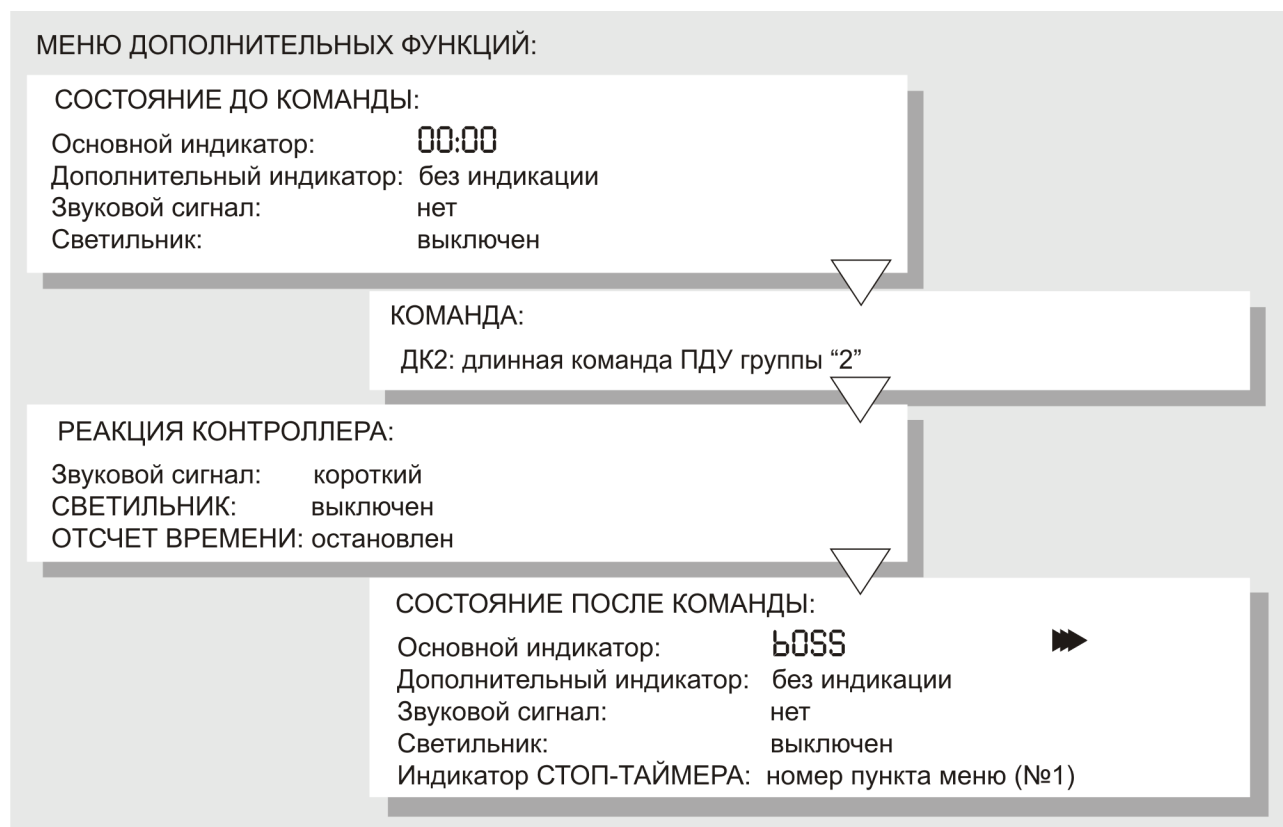 МЕНЮ ДОПОЛНИТЕЛЬНЫХ ФУНКЦИЙ:
СОСТОЯНИЕ ДО КОМАНДЫ:
Основной индикатор: 00:00
Дополнительный индикатор: без индикации
Звуковой сигнал: нет
Светильник: выключен
КОМАНДА:
ДК2: длинная команда ПДУ группы “2”
РЕАКЦИЯ КОНТРОЛЛЕРА:
Звуковой сигнал: короткий
СВЕТИЛЬНИК: выключен
ОТСЧЕТ ВРЕМЕНИ: остановлен
СОСТОЯНИЕ ПОСЛЕ КОМАНДЫ:
Основной индикатор: bOSS
Дополнительный индикатор: без индикации
Звуковой сигнал: нет
Светильник: выключен
Индикатор СТОП-ТАЙМЕРА: номер пункта меню (№1)